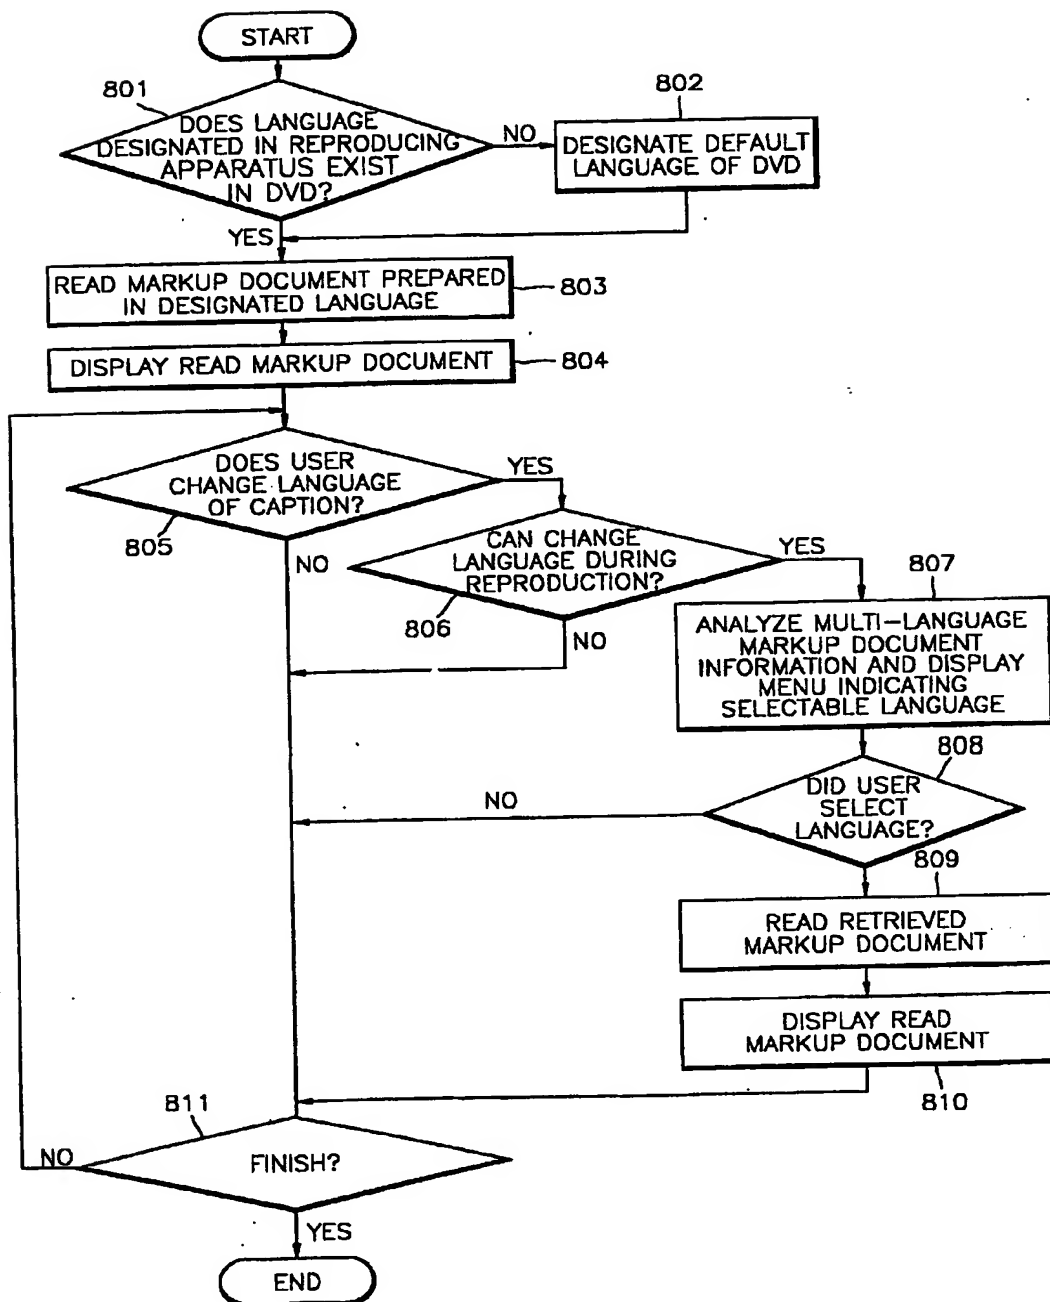 START
801
DOES LANGUAGE
DESIGNATED IN REPRODUCING
APPARATUS EXIST
IN DVD?
NO
802
DESIGNATE DEFAULT
LANGUAGE OF DVD
YES
READ MARKUP DOCUMENT PREPARED
IN DESIGNATED LANGUAGE
803
DISPLAY READ MARKUP DOCUMENT
804
DOES USER
CHANGE LANGUAGE
OF CAPTION?
805
YES
NO
CAN CHANGE
LANGUAGE DURING
REPRODUCTION?
806
YES
NO
807
ANALYZE MULTI-LANGUAGE
MARKUP DOCUMENT
INFORMATION AND DISPLAY
MENU INDICATING
SELECTABLE LANGUAGE
808
DID USER
SELECT
LANGUAGE?
NO
809
READ RETRIEVED
MARKUP DOCUMENT
DISPLAY READ
MARKUP DOCUMENT
810
811
FINISH?
NO
YES
END